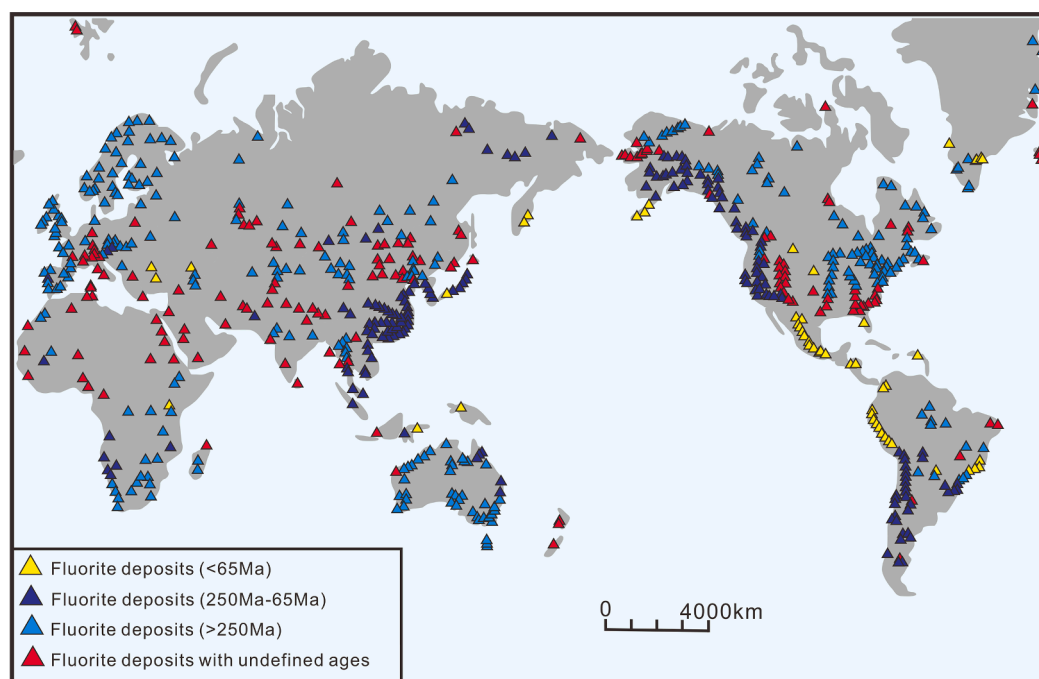 Fluorite deposits (<65Ma)
Fluorite deposits (250Ma-65Ma)
Fluorite deposits (>250Ma)
Fluorite deposits with undefined ages
0 4000km